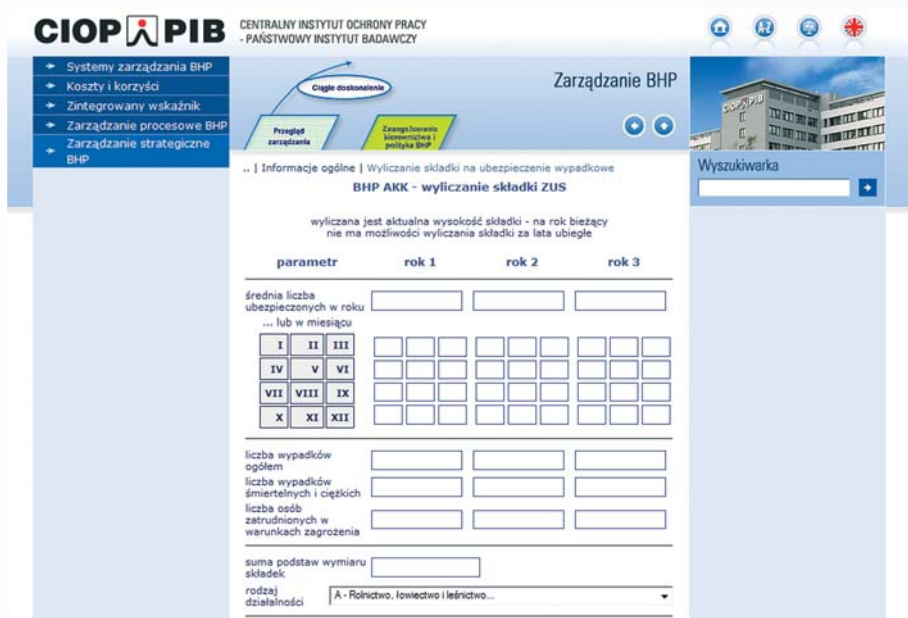 CIOP PIB
CENTRALNY INSTYTUT OCHRONY PRACY
- PAŃSTWOWY INSTYTUT BADAWCZY
A-Z
Systemy zarządzania BHP
Koszty i korzyści
Zintegrowany wskaźnik
Zarządzanie procesowe BHP
Zarządzanie strategiczne
BHP
Ciągłe doskonalenie
Przegląd
zarządzania
Zaangażowanie
kierownictwa i
polityka BHP
Zarządzanie BHP
CIOP PIB
Wyszukiwarka
.. | Informacje ogólne | Wyliczanie składki na ubezpieczenie wypadkowe
BHP AKK - wyliczanie składki ZUS
wyliczana jest aktualna wysokość składki - na rok bieżący
nie ma możliwości wyliczania składki za lata ubiegłe
parametr rok 1 rok 2 rok 3
średnia liczba
ubezpieczonych w roku
... lub w miesiącu
I II III
IV V VI
VII VIII IX
X XI XII
liczba wypadków
ogółem
liczba wypadków
śmiertelnych i ciężkich
liczba osób
zatrudnionych w
warunkach zagrożenia
suma podstaw wymiaru
składek
rodzaj
działalności
A - Rolnictwo, łowiectwo i leśnictwo...